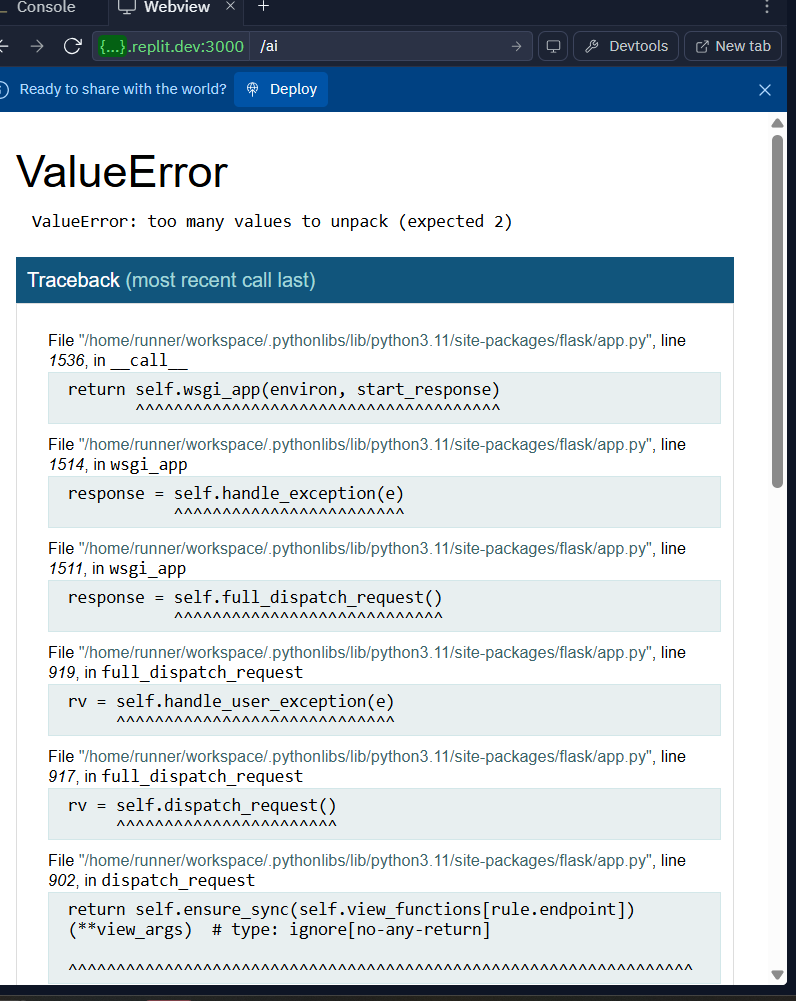 Console
Webview
{...}.replit.dev:3000 /ai
Devtools
New tab
Ready to share with the world?
Deploy
ValueError
ValueError: too many values to unpack (expected 2)
Traceback (most recent call last)
File "/home/runner/workspace/.pythonlibs/lib/python3.11/site-packages/flask/app.py", line
1536, in __call__
return self.wsgi_app(environ, start_response)
^^^^^^^^^^^^^^^^^^^^^^^^^^^^^^^^^^^^^^
File "/home/runner/workspace/.pythonlibs/lib/python3.11/site-packages/flask/app.py", line
1514, in wsgi_app
response = self.handle_exception(e)
^^^^^^^^^^^^^^^^^^^^^^^^
File "/home/runner/workspace/.pythonlibs/lib/python3.11/site-packages/flask/app.py", line
1511, in wsgi_app
response = self.full_dispatch_request()
^^^^^^^^^^^^^^^^^^^^^^^^^^^^
File "/home/runner/workspace/.pythonlibs/lib/python3.11/site-packages/flask/app.py", line
919, in full_dispatch_request
rv = self.handle_user_exception(e)
^^^^^^^^^^^^^^^^^^^^^^^^^^^^^
File "/home/runner/workspace/.pythonlibs/lib/python3.11/site-packages/flask/app.py", line
917, in full_dispatch_request
rv = self.dispatch_request()
^^^^^^^^^^^^^^^^^^^^^^^
File "/home/runner/workspace/.pythonlibs/lib/python3.11/site-packages/flask/app.py", line
902, in dispatch_request
return self.ensure_sync(self.view_functions[rule.endpoint])
(**view_args)  # type: ignore[no-any-return]
^^^^^^^^^^^^^^^^^^^^^^^^^^^^^^^^^^^^^^^^^^^^^^^^^^^^^^^^^^^^^^^^^